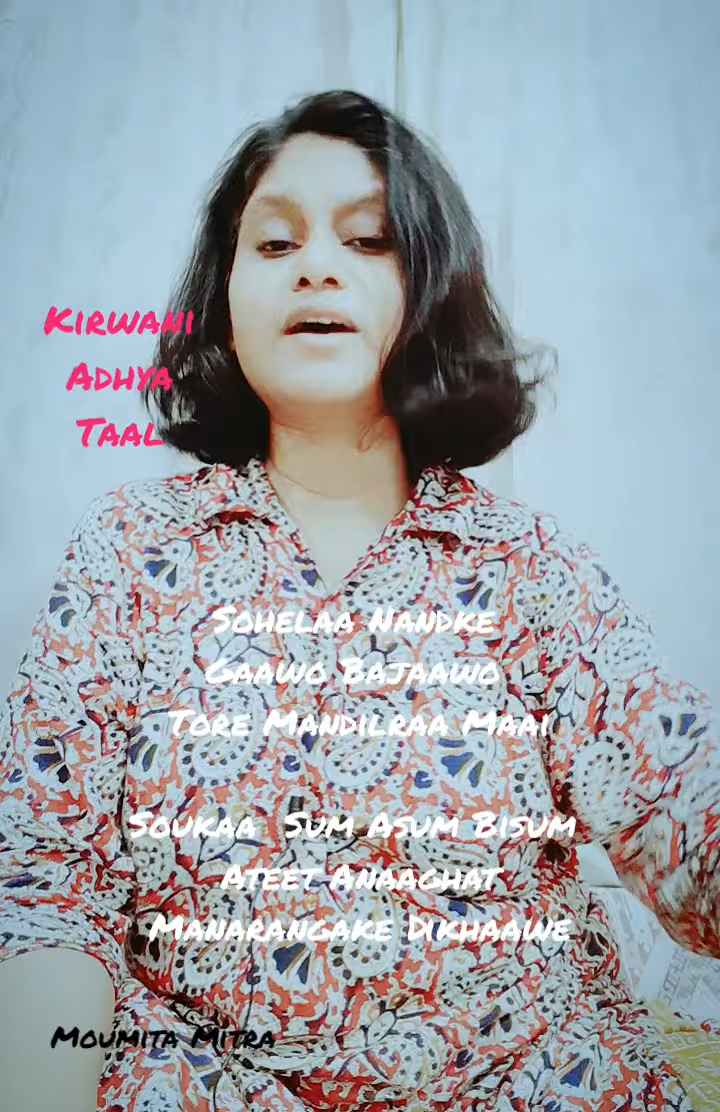 Kirwani
Adhya
Taal
Sohelaa Nandke
Gaawo Bajaawo
Tore Mandilraa Maai
Soukaa Sum Asum Bisum
Ateet Anaaghat
Manarangake Dikhaawe
Moumita Mitra